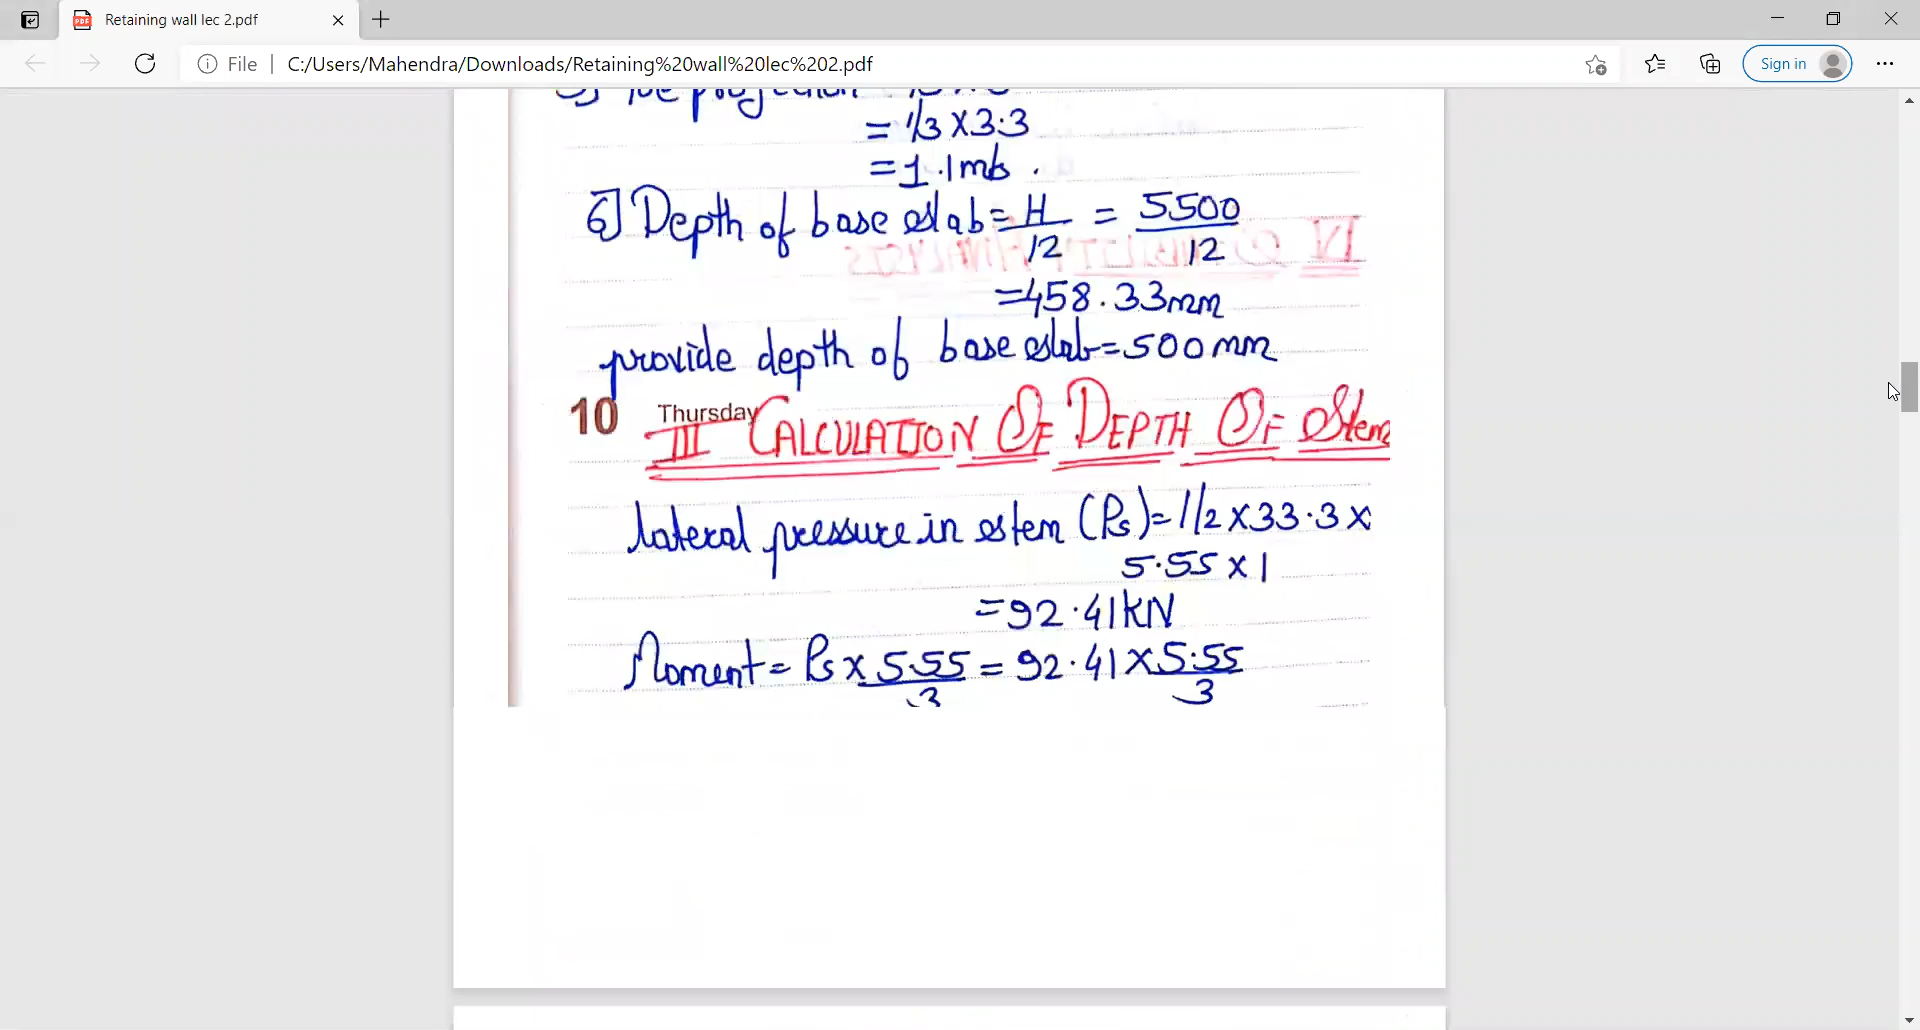 Retaining wall lec 2.pdf
File | C:/Users/Mahendra/Downloads/Retaining%20wall%20lec%202.pdf
Sign in
Toe projection
= 1/3 X 3.3
= 1.1 mts.
6] Depth of base slab = H/12 = 5500/12
= 458.33mm
provide depth of base slab = 500 mm
10 Thursday
III CALCULATION OF DEPTH OF Stem
lateral pressure in stem (Ps) = 1/2 X 33.3 X
5.55 X 1
= 92.41 KN
Moment = Ps X 5.55/3 = 92.41 X 5.55/3